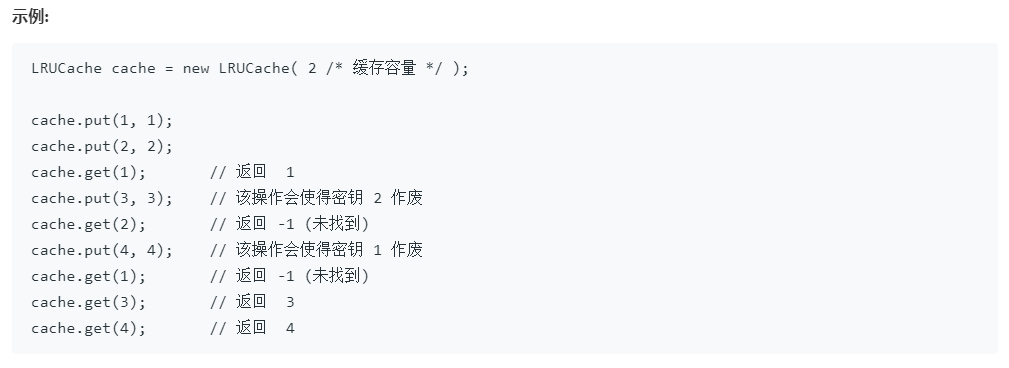 示例:
LRUCache cache = new LRUCache( 2 /* 缓存容量 */ );
cache.put(1, 1);
cache.put(2, 2);
cache.get(1);       // 返回  1
cache.put(3, 3);    // 该操作会使得密钥 2 作废
cache.get(2);       // 返回 -1 (未找到)
cache.put(4, 4);    // 该操作会使得密钥 1 作废
cache.get(1);       // 返回 -1 (未找到)
cache.get(3);       // 返回  3
cache.get(4);       // 返回  4